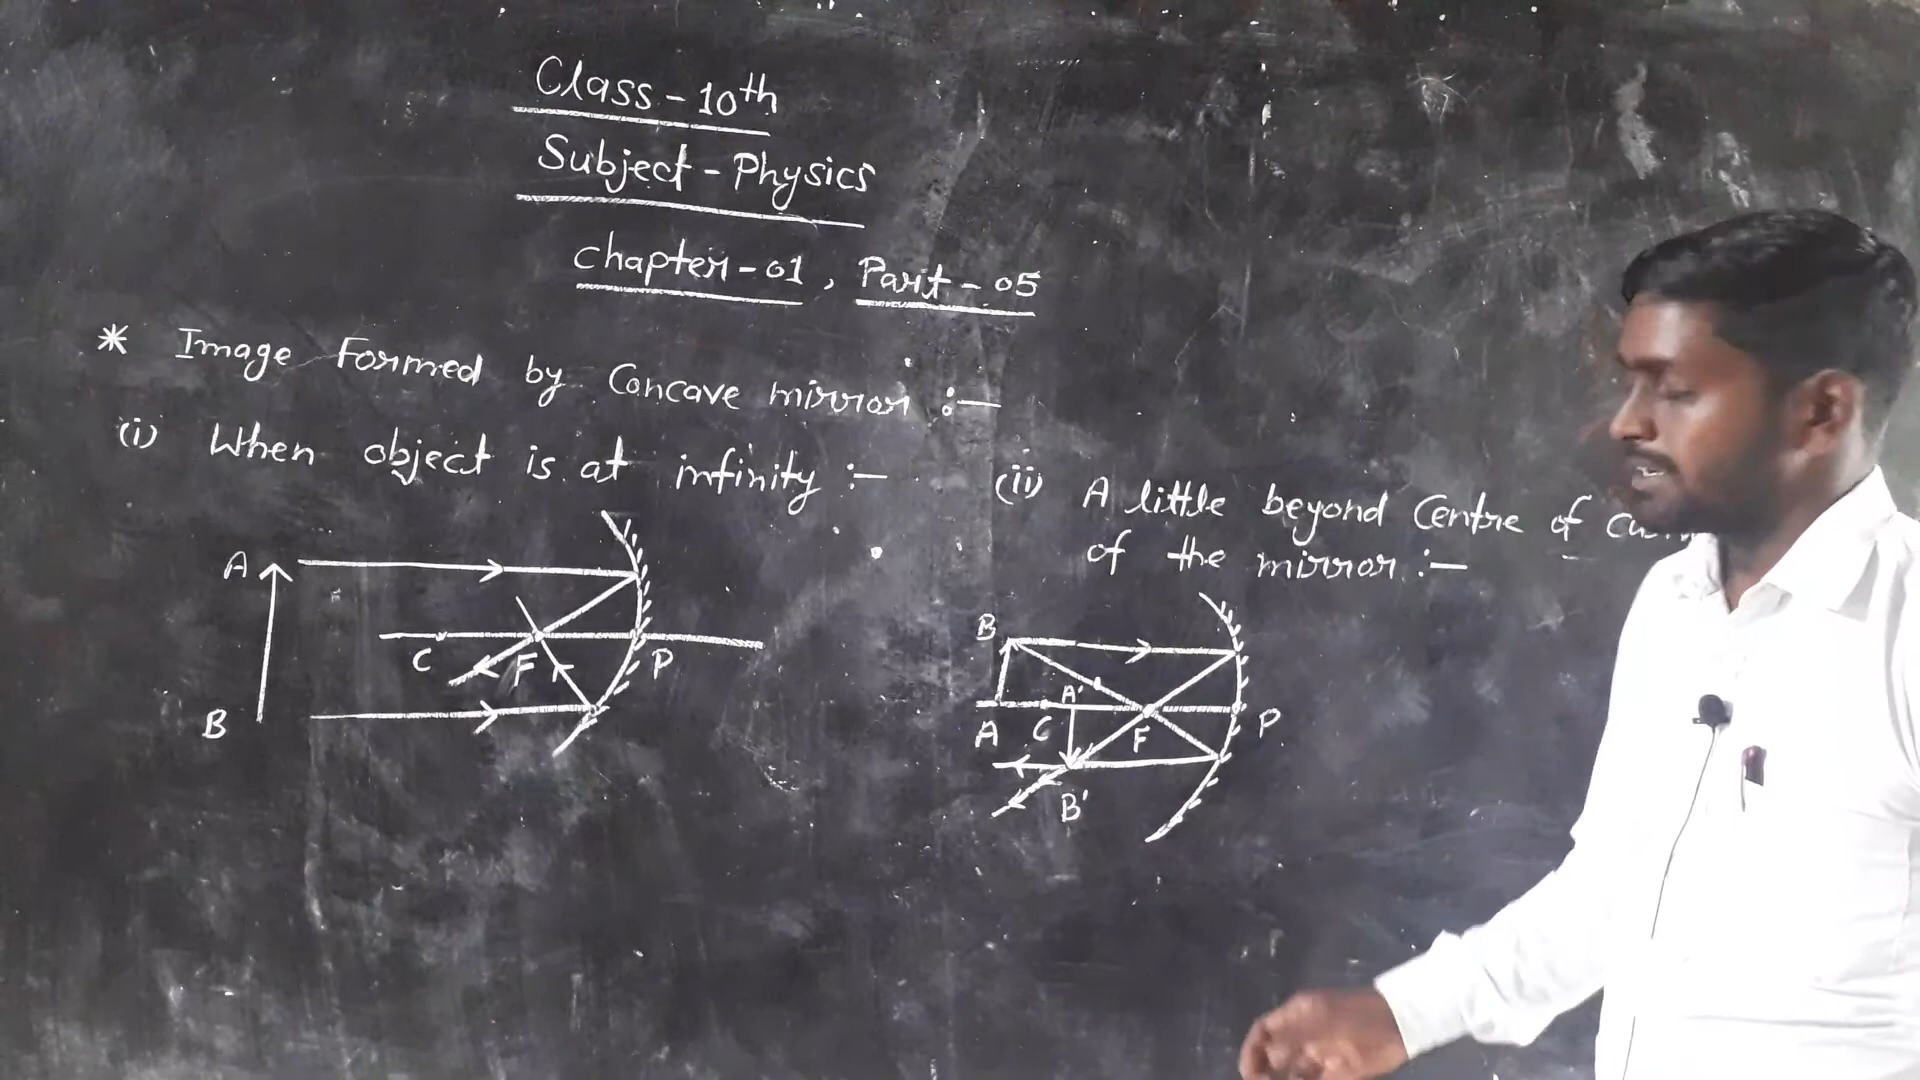 Class - 10th
Subject - Physics
chapter - 01 , Part - 05
* Image Formed by Concave mirror :-
(i) When object is at infinity :-
(ii) A little beyond Centre of
of the mirror :-
A
C F P
B
B
A'
A C F P
B'